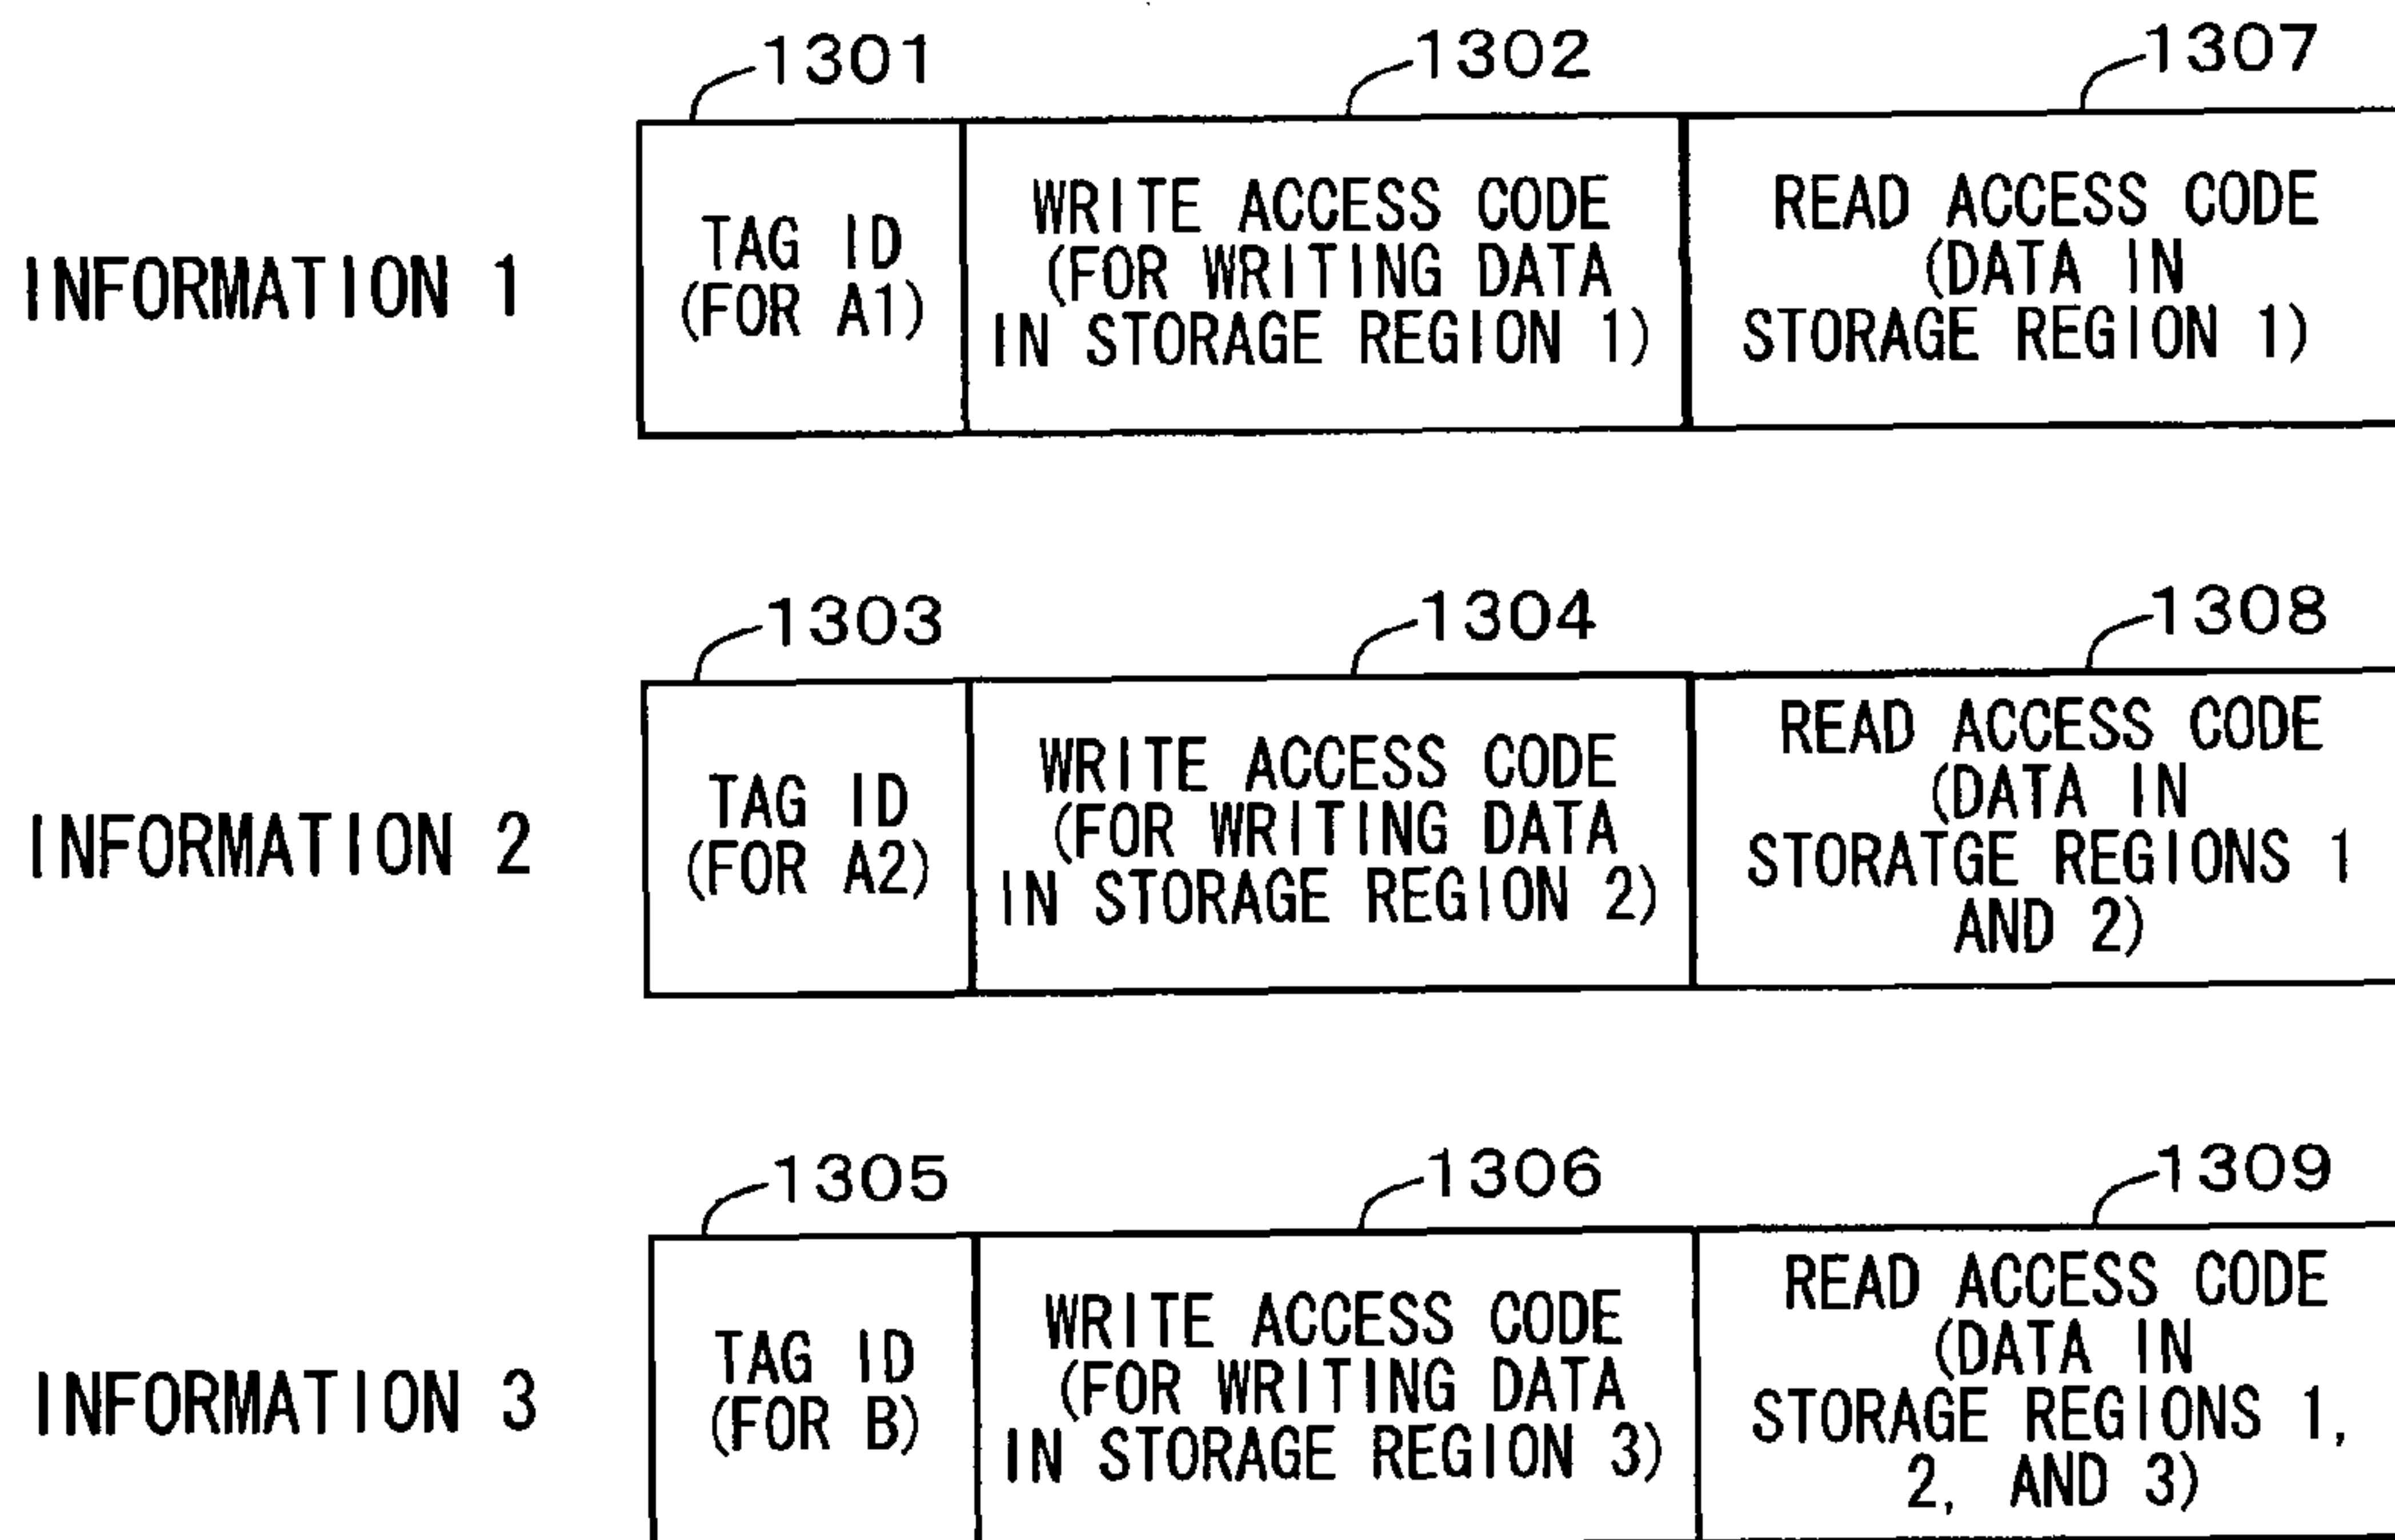 1301
1302
1307
INFORMATION 1
TAG ID
(FOR A1)
WRITE ACCESS CODE
(FOR WRITING DATA
IN STORAGE REGION 1)
READ ACCESS CODE
(DATA IN
STORAGE REGION 1)
1303
1304
1308
INFORMATION 2
TAG ID
(FOR A2)
WRITE ACCESS CODE
(FOR WRITING DATA
IN STORAGE REGION 2)
READ ACCESS CODE
(DATA IN
STORATGE REGIONS 1
AND 2)
1305
1306
1309
INFORMATION 3
TAG ID
(FOR B)
WRITE ACCESS CODE
(FOR WRITING DATA
IN STORAGE REGION 3)
READ ACCESS CODE
(DATA IN
STORAGE REGIONS 1,
2, AND 3)